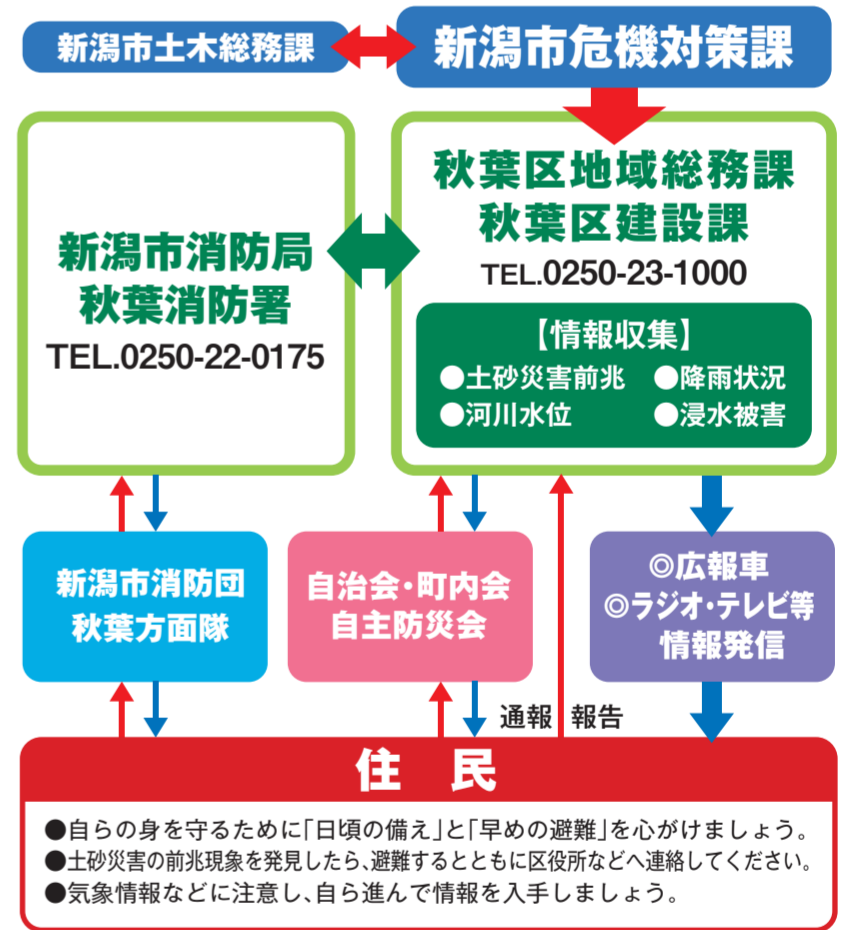 新潟市土木総務課
新潟市危機対策課
新潟市消防局
秋葉消防署
TEL.0250-22-0175
秋葉区地域総務課
秋葉区建設課
TEL.0250-23-1000
【情報収集】
●土砂災害前兆 ●降雨状況
●河川水位 ●浸水被害
新潟市消防団
秋葉方面隊
自治会・町内会
自主防災会
◎広報車
◎ラジオ・テレビ等
情報発信
通報 報告
住 民
●自らの身を守るために「日頃の備え」と「早めの避難」を心がけましょう。
●土砂災害の前兆現象を発見したら、避難するとともに区役所などへ連絡してください。
●気象情報などに注意し、自ら進んで情報を入手しましょう。